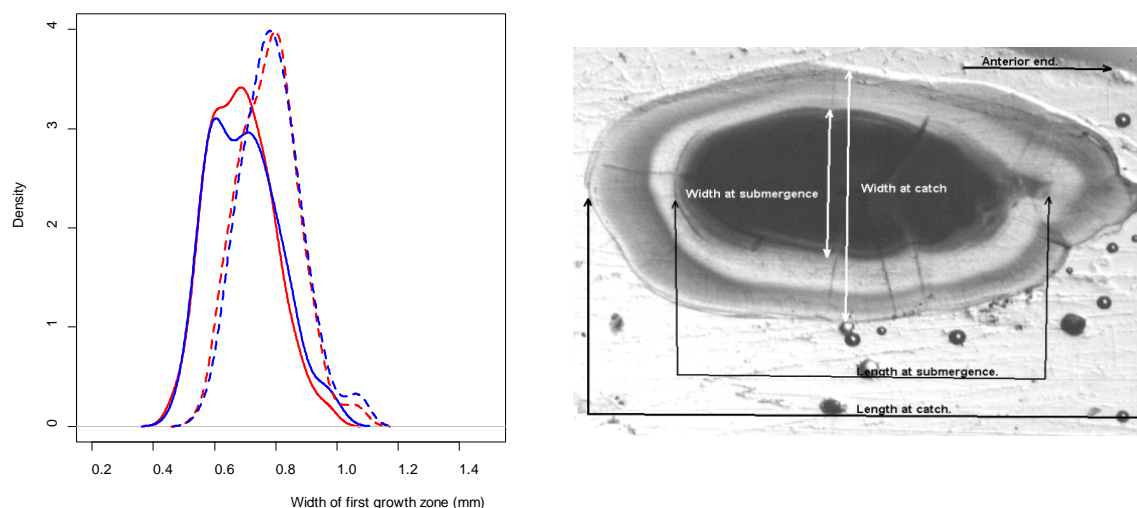 4
3
2
1
0
Density
0.2 0.4 0.6 0.8 1.0 1.2 1.4
Width of first growth zone (mm)
Anterior end.
Width at submergence
Width at catch
Length at submergence.
Length at catch.